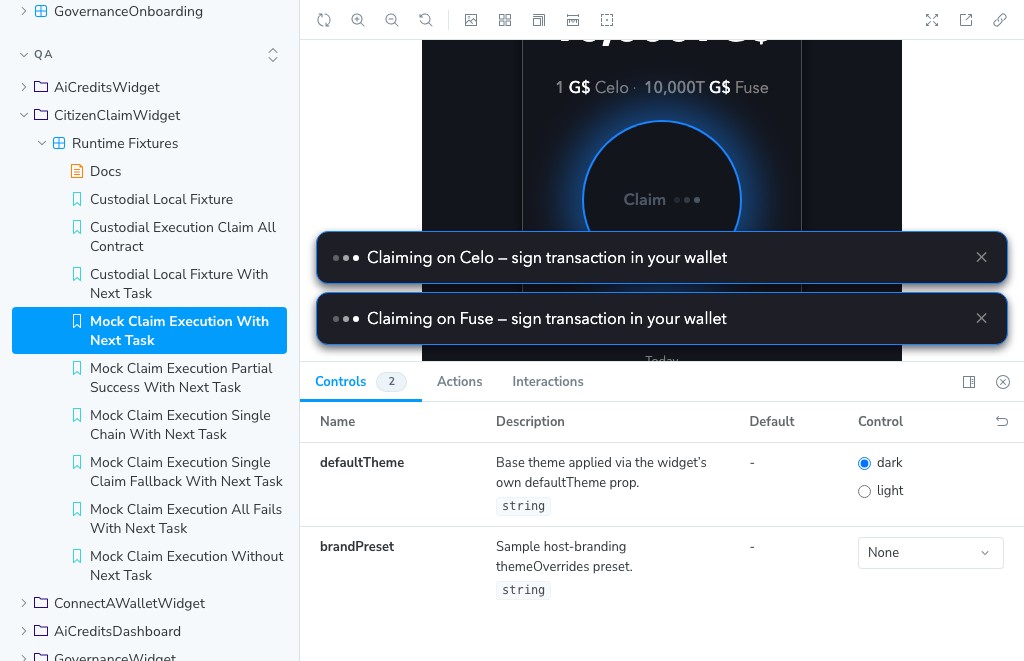 GovernanceOnboarding
QA
AiCreditsWidget
CitizenClaimWidget
Runtime Fixtures
Docs
Custodial Local Fixture
Custodial Execution Claim All
Contract
Custodial Local Fixture With
Next Task
Mock Claim Execution With
Next Task
Mock Claim Execution Partial
Success With Next Task
Mock Claim Execution Single
Chain With Next Task
Mock Claim Execution Single
Claim Fallback With Next Task
Mock Claim Execution All Fails
With Next Task
Mock Claim Execution Without
Next Task
ConnectAWalletWidget
AiCreditsDashboard
GovernanceWidget
1 G$ Celo · 10,000T G$ Fuse
Claim
Claiming on Celo – sign transaction in your wallet
Claiming on Fuse – sign transaction in your wallet
Today
Controls 2 Actions Interactions
Name Description Default Control
defaultTheme Base theme applied via the widget’s - dark
own defaultTheme prop.
string light
brandPreset Sample host-branding - None
themeOverrides preset.
string